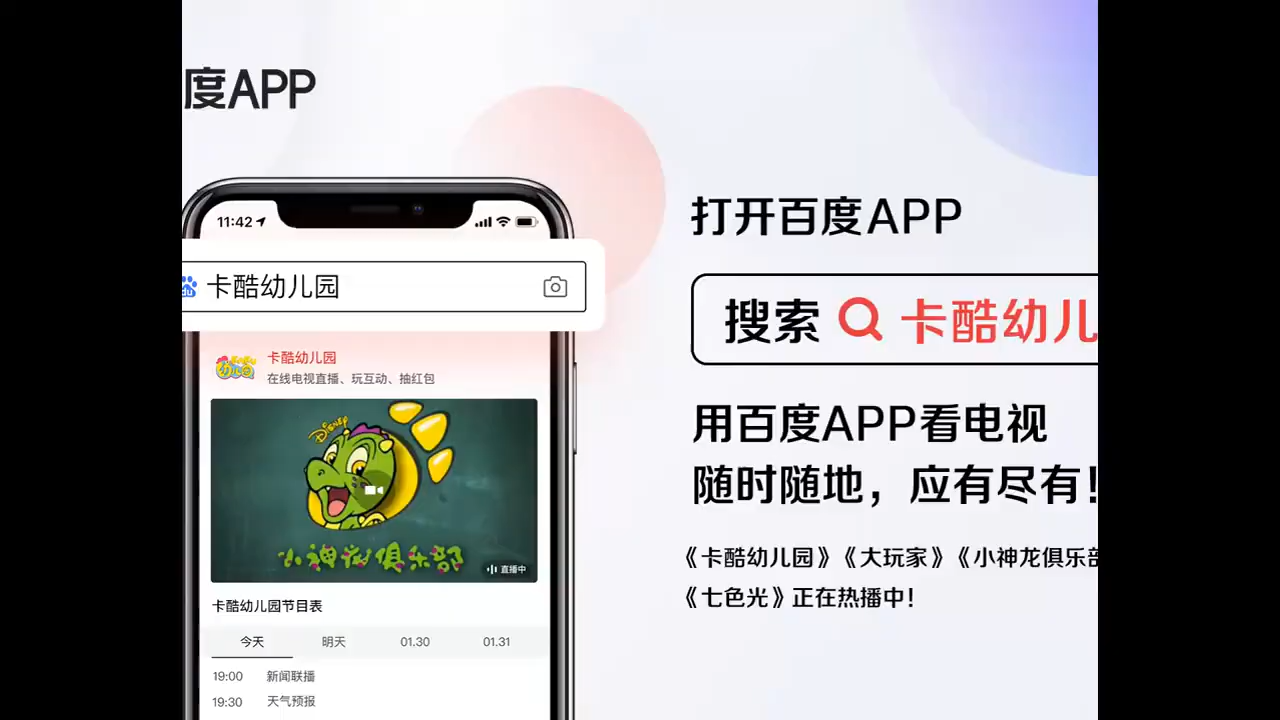 度APP
11:42
du
卡酷幼儿园
卡酷幼儿园
在线电视直播、玩互动、抽红包
幼儿园
Disney
小神龙俱乐部
直播中
卡酷幼儿园节目表
今天 明天 01.30 01.31
19:00 新闻联播
19:30 天气预报
打开百度APP
搜索 卡酷幼儿
用百度APP看电视
随时随地，应有尽有！
《卡酷幼儿园》《大玩家》《小神龙俱乐部
《七色光》正在热播中！